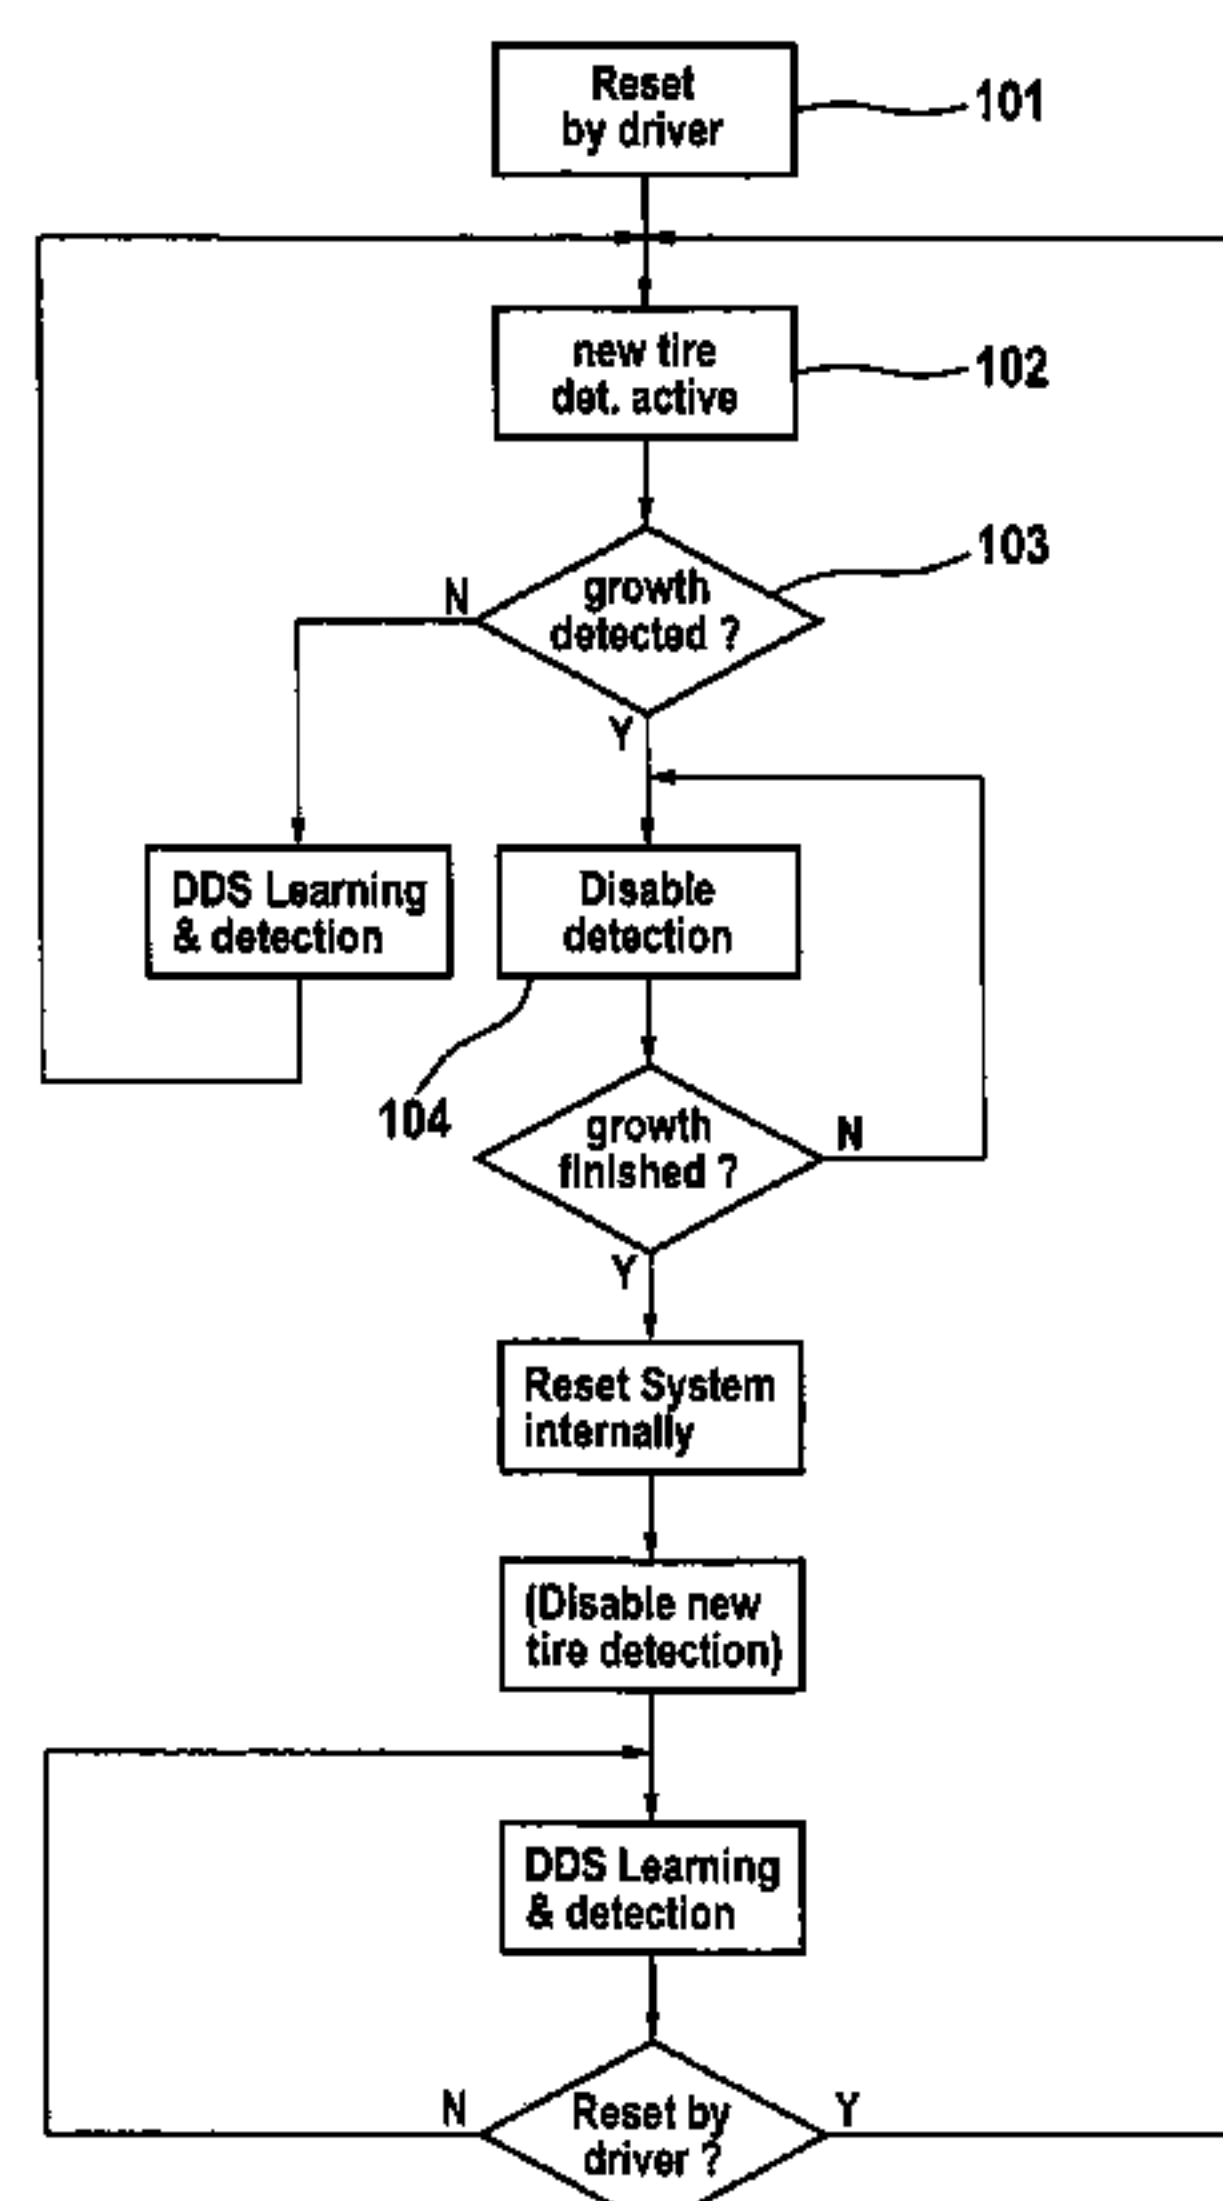 Reset
by driver
101
new tire
det. active
102
103
growth
detected ?
N
Y
DDS Learning
& detection
Disable
detection
104
growth
finished ?
N
Y
Reset System
internally
(Disable new
tire detection)
DDS Learning
& detection
N
Reset by
driver ?
Y